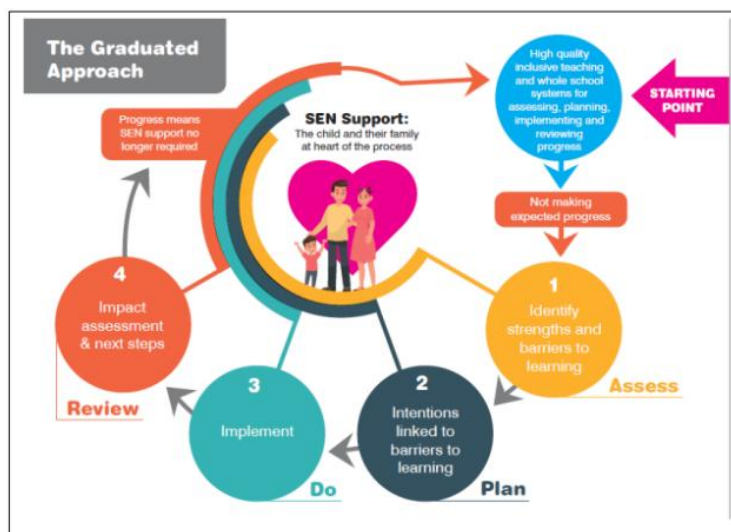 The Graduated
Approach
High quality
inclusive teaching
and whole school
systems for
assessing, planning,
implementing and
reviewing
progress
STARTING
POINT
Progress means
SEN support no
longer required
SEN Support:
The child and their family
at heart of the process
Not making
expected progress
1
Identify
strengths and
barriers to
learning
Assess
2
Intentions
linked to
barriers to
learning
Plan
3
Implement
Do
4
Impact
assessment
& next steps
Review